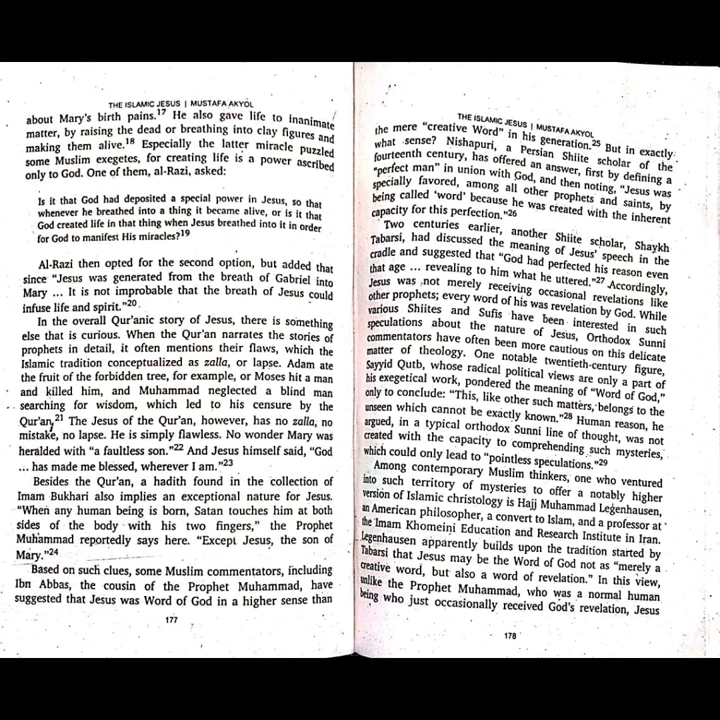 THE ISLAMIC JESUS | MUSTAFA AKYOL
about Mary's birth pains.17 He also gave life to inanimate
matter, by raising the dead or breathing into clay figures and
making them alive.18 Especially the latter miracle puzzled
some Muslim exegetes, for creating life is a power ascribed
only to God. One of them, al-Razi, asked:
Is it that God had deposited a special power in Jesus, so that
whenever he breathed into a thing it became alive, or is it that
God created life in that thing when Jesus breathed into it in order
for God to manifest His miracles?19
Al-Razi then opted for the second option, but added that
since "Jesus was generated from the breath of Gabriel into
Mary ... It is not improbable that the breath of Jesus could
infuse life and spirit."20
In the overall Qur'anic story of Jesus, there is something
else that is curious. When the Qur'an narrates the stories of
prophets in detail, it often mentions their flaws, which the
Islamic tradition conceptualized as zalla, or lapse. Adam ate
the fruit of the forbidden tree, for example, or Moses hit a man
and killed him, and Muhammad neglected a blind man
searching for wisdom, which led to his censure by the
Qur'an.21 The Jesus of the Qur'an, however, has no zalla, no
mistake, no lapse. He is simply flawless. No wonder Mary was
heralded with "a faultless son."22 And Jesus himself said, "God
... has made me blessed, wherever I am."23
Besides the Qur'an, a hadith found in the collection of
Imam Bukhari also implies an exceptional nature for Jesus.
"When any human being is born, Satan touches him at both
sides of the body with his two fingers," the Prophet
Muhammad reportedly says here. "Except Jesus, the son of
Mary."24
Based on such clues, some Muslim commentators, including
Ibn Abbas, the cousin of the Prophet Muhammad, have
suggested that Jesus was Word of God in a higher sense than
177
THE ISLAMIC JESUS | MUSTAFA AKYOL
the mere "creative Word" in his generation.25 But in exactly
what sense? Nishapuri, a Persian Shiite scholar of the
fourteenth century, has offered an answer, first by defining a
"perfect man" in union with God, and then noting, "Jesus was
specially favored, among all other prophets and saints, by
being called 'word' because he was created with the inherent
capacity for this perfection."26
Two centuries earlier, another Shiite scholar, Shaykh
Tabarsi, had discussed the meaning of Jesus' speech in the
cradle and suggested that "God had perfected his reason even
that age ... revealing to him what he uttered."27 Accordingly,
Jesus was not merely receiving occasional revelations like
other prophets; every word of his was revelation by God. While
various Shiites and Sufis have been interested in such
speculations about the nature of Jesus, Orthodox Sunni
commentators have often been more cautious on this delicate
matter of theology. One notable twentieth-century figure,
Sayyid Qutb, whose radical political views are only a part of
his exegetical work, pondered the meaning of "Word of God,"
only to conclude: "This, like other such matters, belongs to the
unseen which cannot be exactly known."28 Human reason, he
argued, in a typical orthodox Sunni line of thought, was not
created with the capacity to comprehending such mysteries,
which could only lead to "pointless speculations."29
Among contemporary Muslim thinkers, one who ventured
into such territory of mysteries to offer a notably higher
version of Islamic christology is Hajj Muhammad Legenhausen,
an American philosopher, a convert to Islam, and a professor at
the Imam Khomeini Education and Research Institute in Iran.
Legenhausen apparently builds upon the tradition started by
Tabarsi that Jesus may be the Word of God not as "merely a
creative word, but also a word of revelation." In this view,
unlike the Prophet Muhammad, who was a normal human
being who just occasionally received God's revelation, Jesus
178